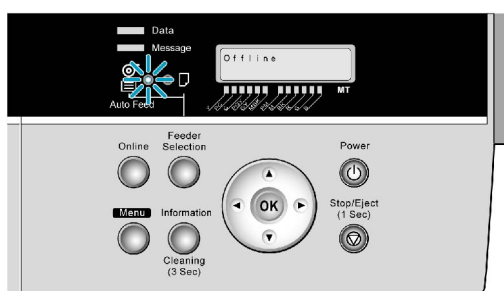 Data
Message
Offline
Auto Feed
MT
Online
Feeder
Selection
Power
OK
Stop/Eject
(1 Sec)
Menu
Information
Cleaning
(3 Sec)